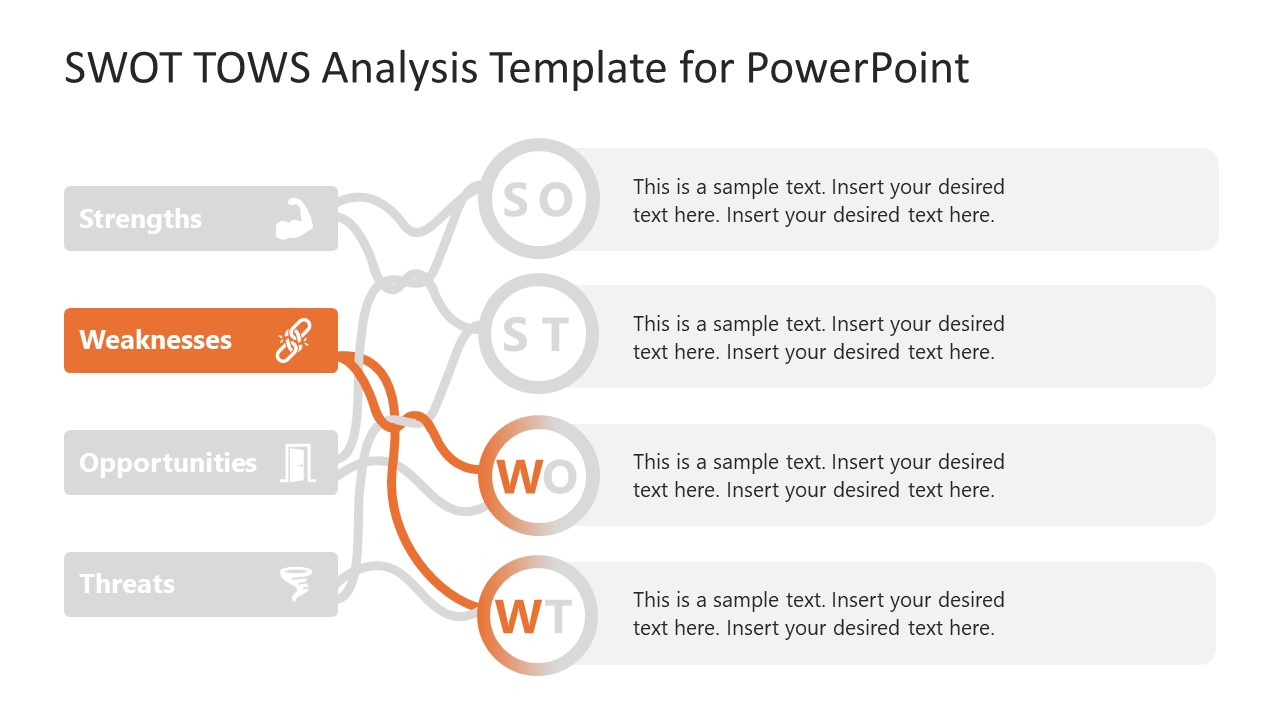 SWOT TOWS Analysis Template for PowerPoint
Strengths
Weaknesses
Opportunities
Threats
SO
This is a sample text. Insert your desired
text here. Insert your desired text here.
ST
This is a sample text. Insert your desired
text here. Insert your desired text here.
WO
This is a sample text. Insert your desired
text here. Insert your desired text here.
WT
This is a sample text. Insert your desired
text here. Insert your desired text here.